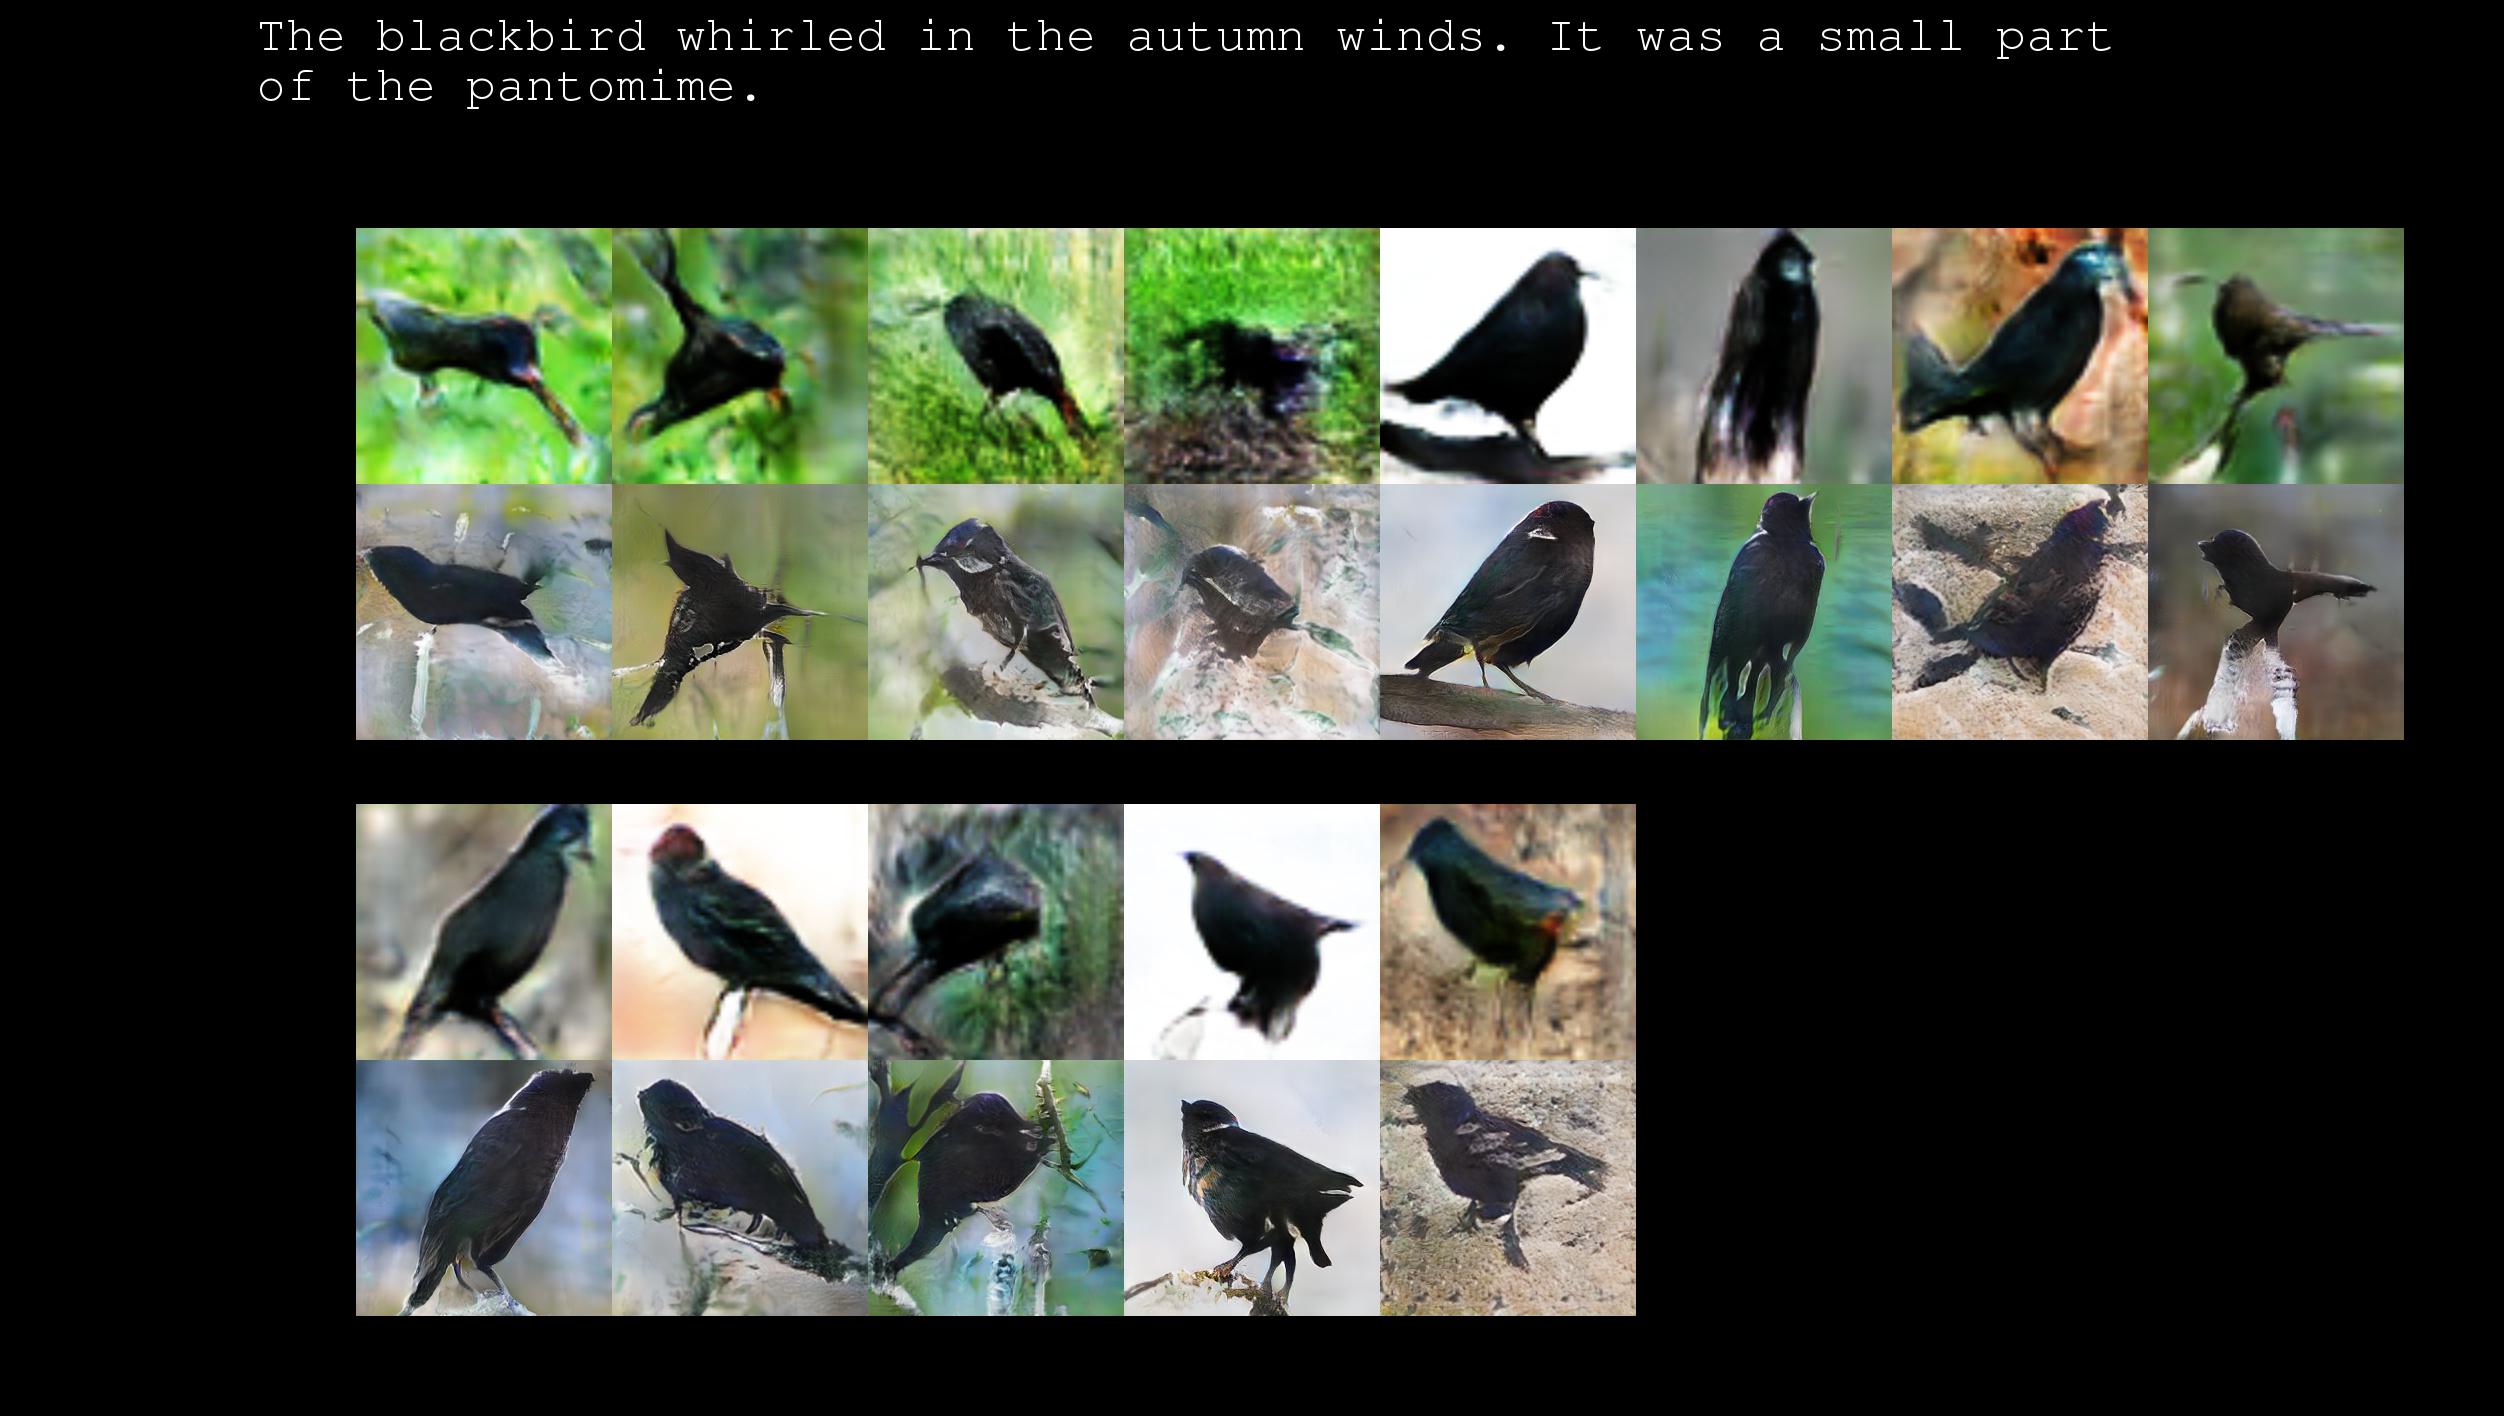 The blackbird whirled in the autumn winds. It was a small part
of the pantomime.